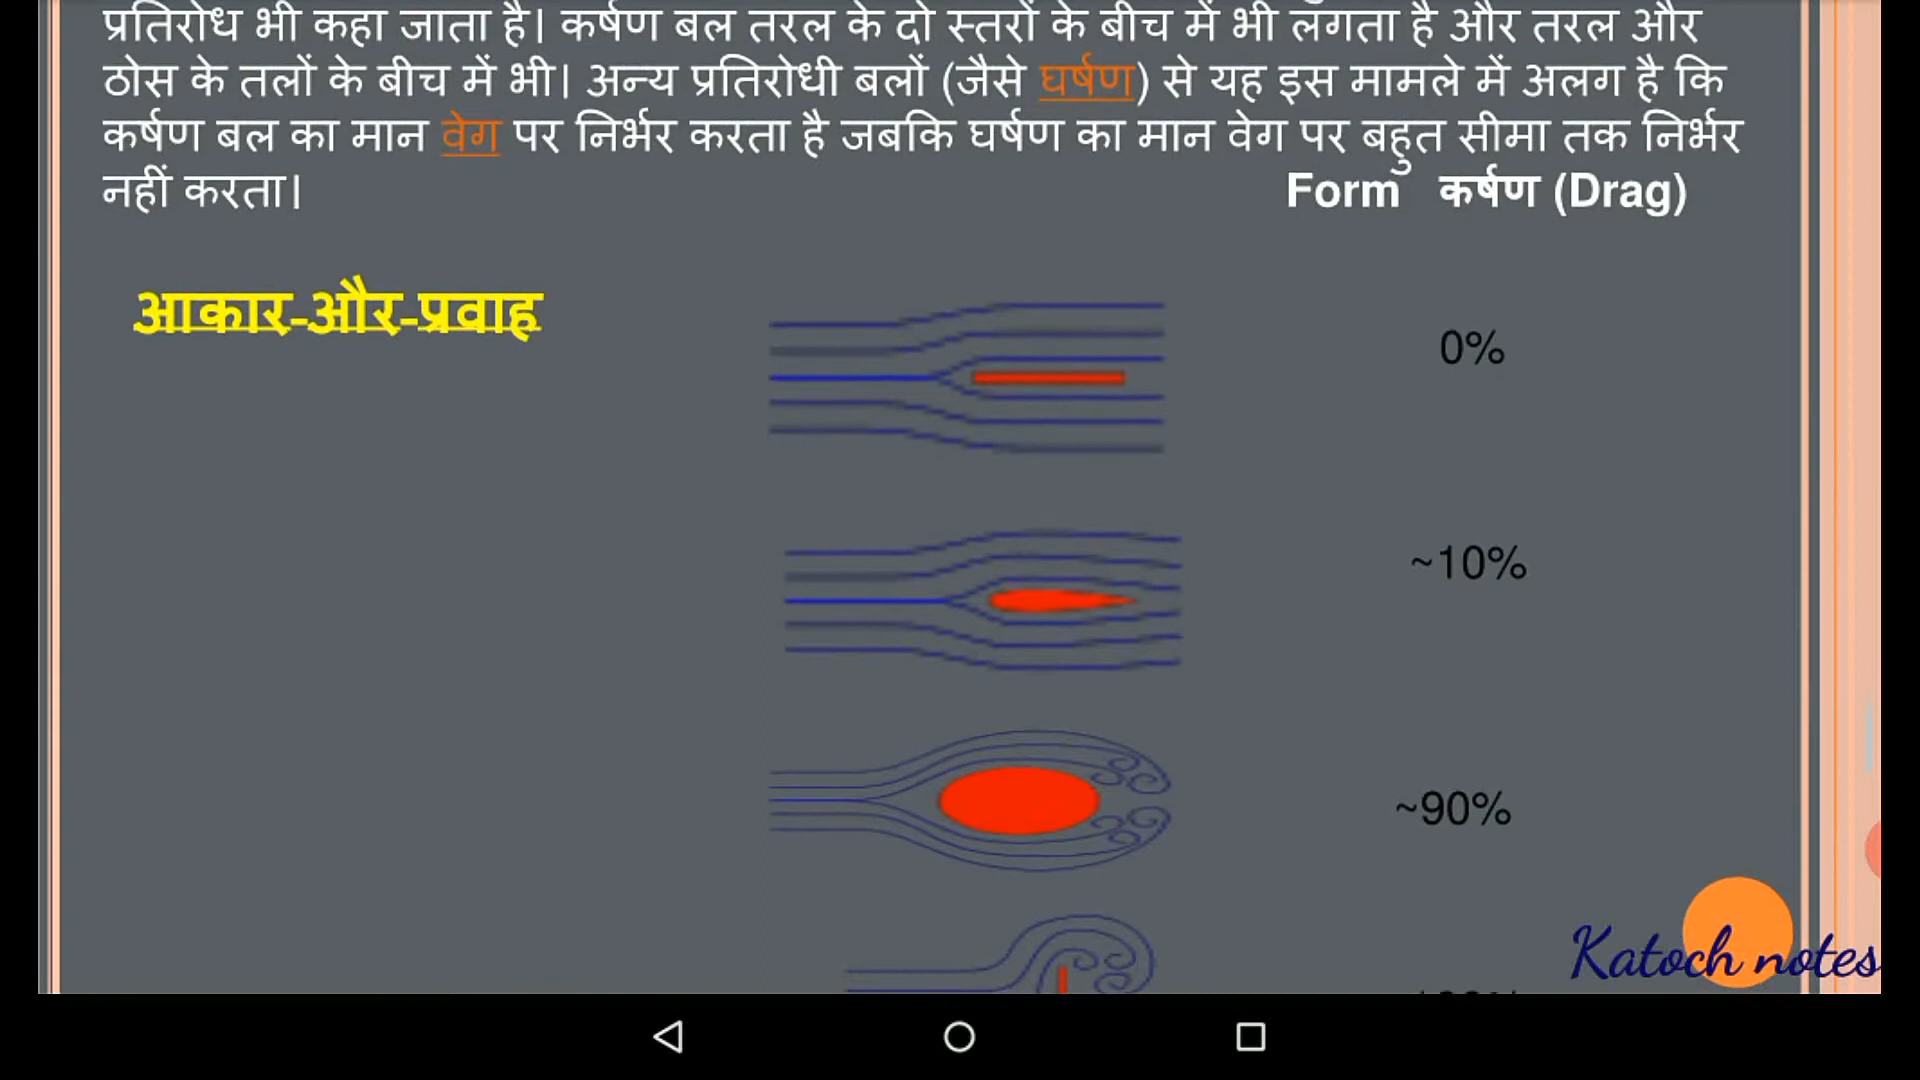 प्रतिरोध भी कहा जाता है| कर्षण बल तरल के दो स्तरों के बीच में भी लगता है और तरल और
ठोस के तलों के बीच में भी| अन्य प्रतिरोधी बलों (जैसे घर्षण) से यह इस मामले में अलग है कि
कर्षण बल का मान वेग पर निर्भर करता है जबकि घर्षण का मान वेग पर बहुत सीमा तक निर्भर
नहीं करता|
Form कर्षण (Drag)
आकार-और-प्रवाह
0%
~10%
~90%
Katoch notes